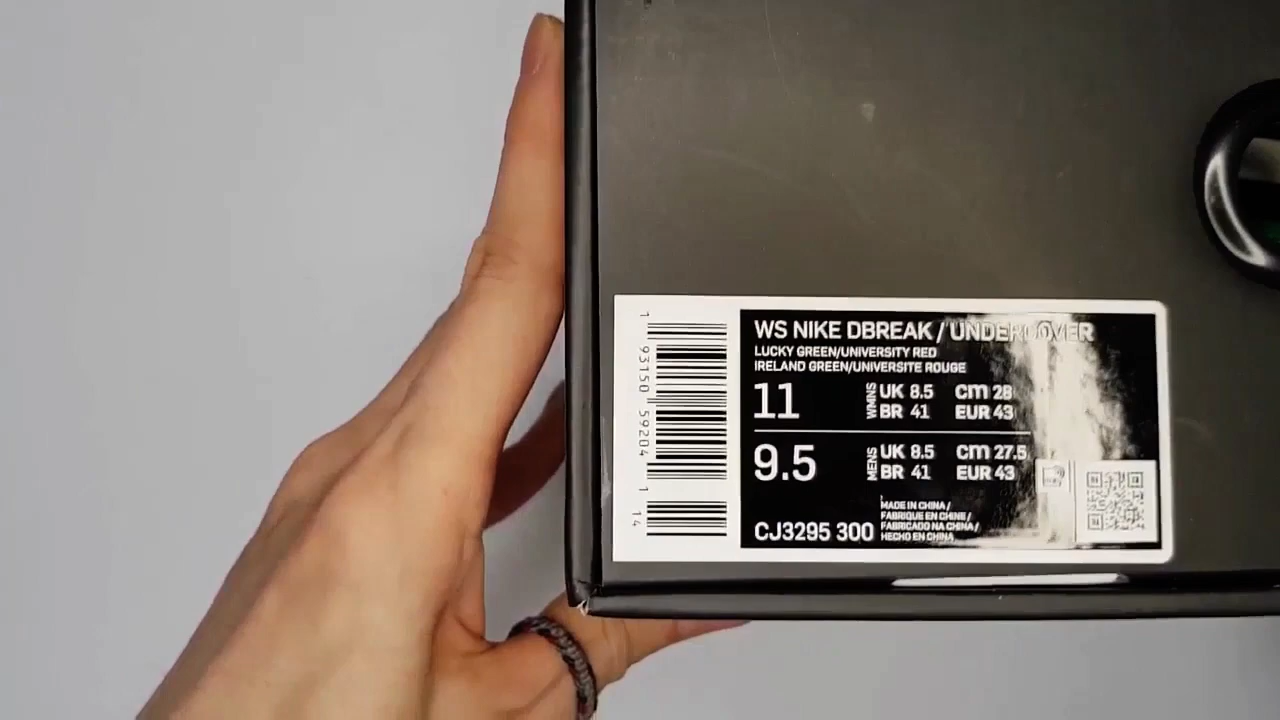 WS NIKE DBREAK / UNDERCOVER
LUCKY GREEN/UNIVERSITY RED
IRELAND GREEN/UNIVERSITE ROUGE
11 WMNS UK 8.5 CM 28
BR 41 EUR 43
9.5 MENS UK 8.5 CM 27.5
BR 41 EUR 43
CJ3295 300
MADE IN CHINA /
FABRIQUE EN CHINE /
FABRICADO NA CHINA /
HECHO EN CHINA
1 93150 59204 1 14